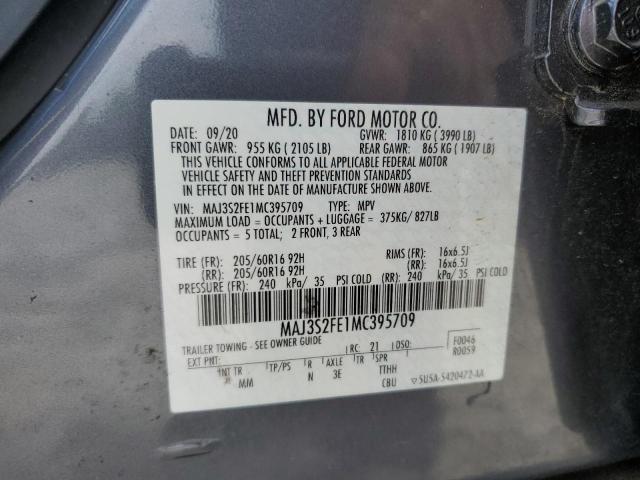 MFD. BY FORD MOTOR CO.
DATE: 09/20 GVWR: 1810 KG ( 3990 LB)
FRONT GAWR: 955 KG ( 2105 LB) REAR GAWR: 865 KG ( 1907 LB)
THIS VEHICLE CONFORMS TO ALL APPLICABLE FEDERAL MOTOR
VEHICLE SAFETY AND THEFT PREVENTION STANDARDS
IN EFFECT ON THE DATE OF MANUFACTURE SHOWN ABOVE.
VIN: MAJ3S2FE1MC395709 TYPE: MPV
MAXIMUM LOAD = OCCUPANTS + LUGGAGE = 375KG/ 827LB
OCCUPANTS = 5 TOTAL; 2 FRONT, 3 REAR
TIRE (FR): 205/60R16 92H RIMS (FR): 16x6.5J
(RR): 205/60R16 92H (RR): 16x6.5J
PRESSURE (FR): 240 kPa/ 35 PSI COLD (RR): 240 kPa/ 35 PSI COLD
MAJ3S2FE1MC395709
TRAILER TOWING - SEE OWNER GUIDE
EXT PNT: RC: 21 DSO: F0046
R0059
INT TR TP/PS R AXLE TR SPR
MM N 3E TTHH
CBU 5U5A-5420472-AA